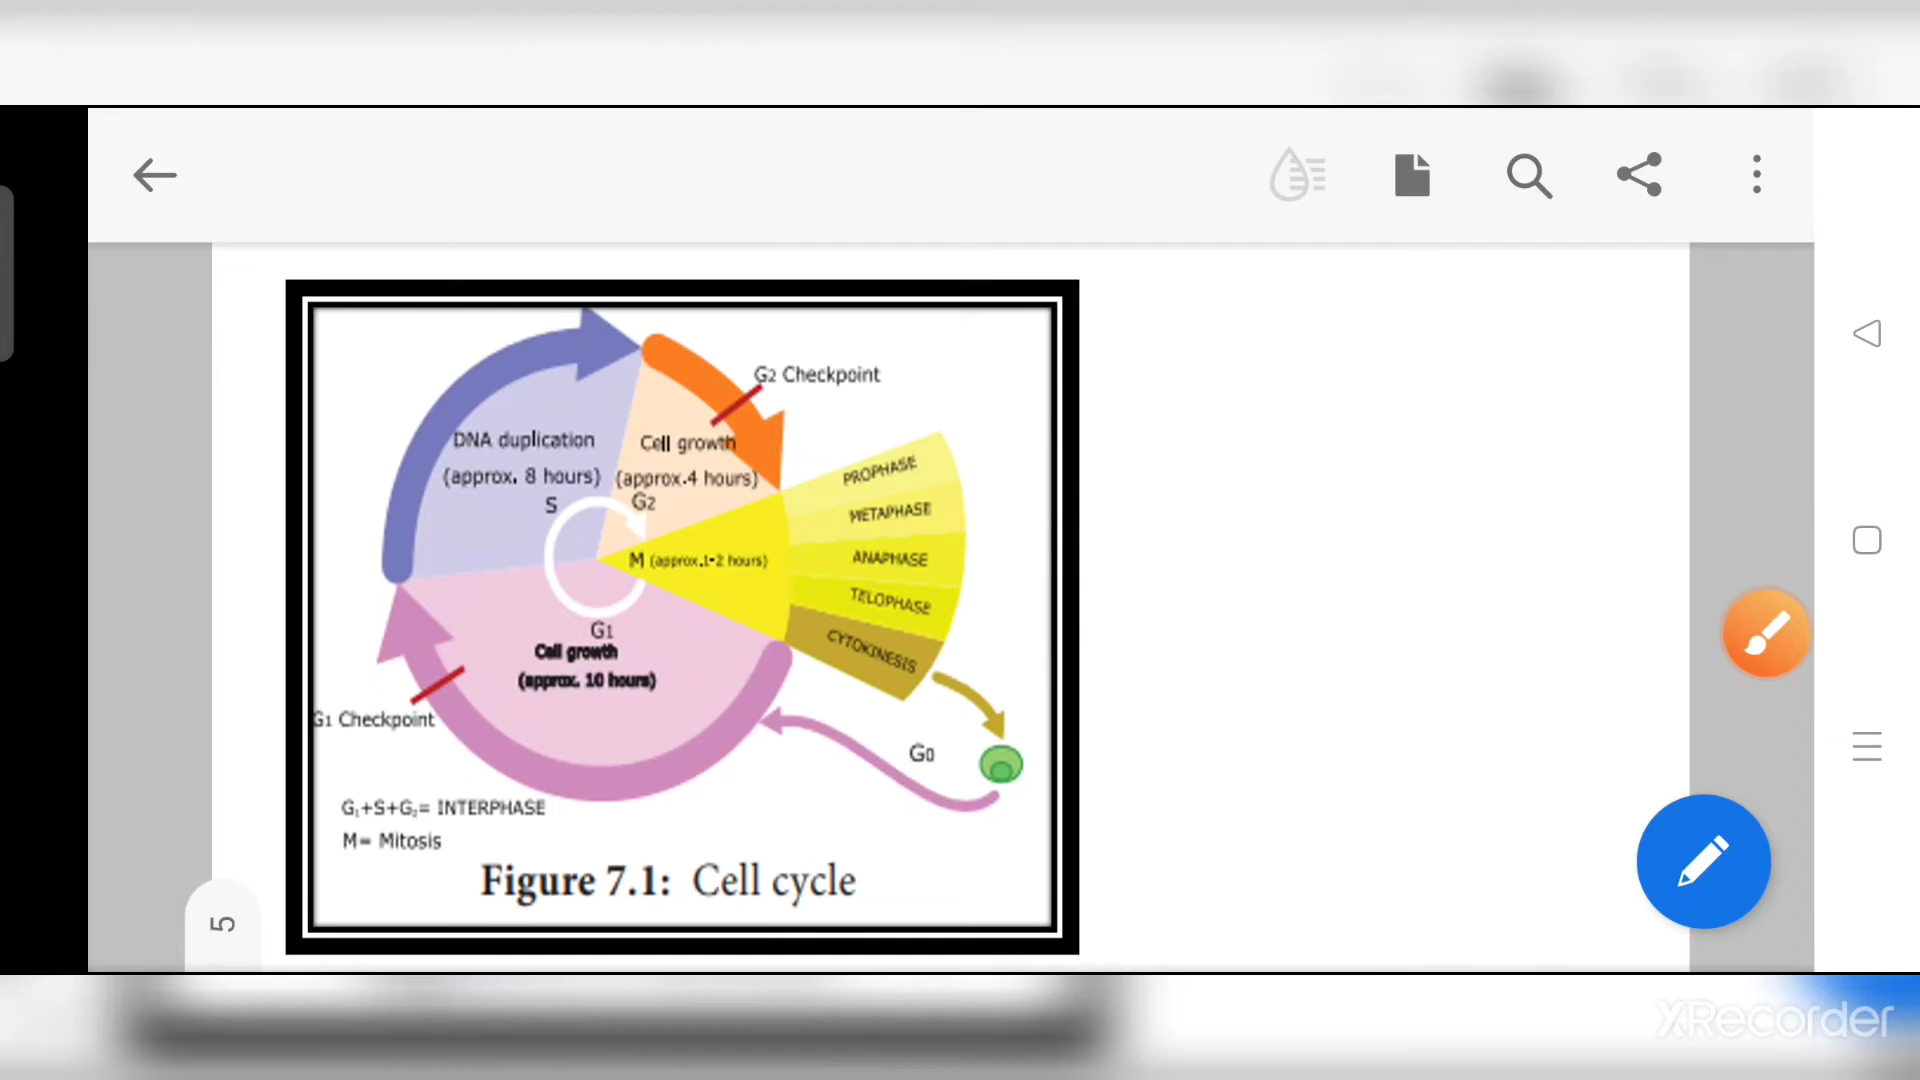 G2 Checkpoint
DNA duplication
(approx. 8 hours)
S
Cell growth
(approx.4 hours)
G2
PROPHASE
METAPHASE
ANAPHASE
TELOPHASE
CYTOKINESIS
M (approx.1-2 hours)
G1
Cell growth
(approx. 10 hours)
G1 Checkpoint
G0
G₁+S+G₂= INTERPHASE
M= Mitosis
Figure 7.1: Cell cycle
5
XRecorder